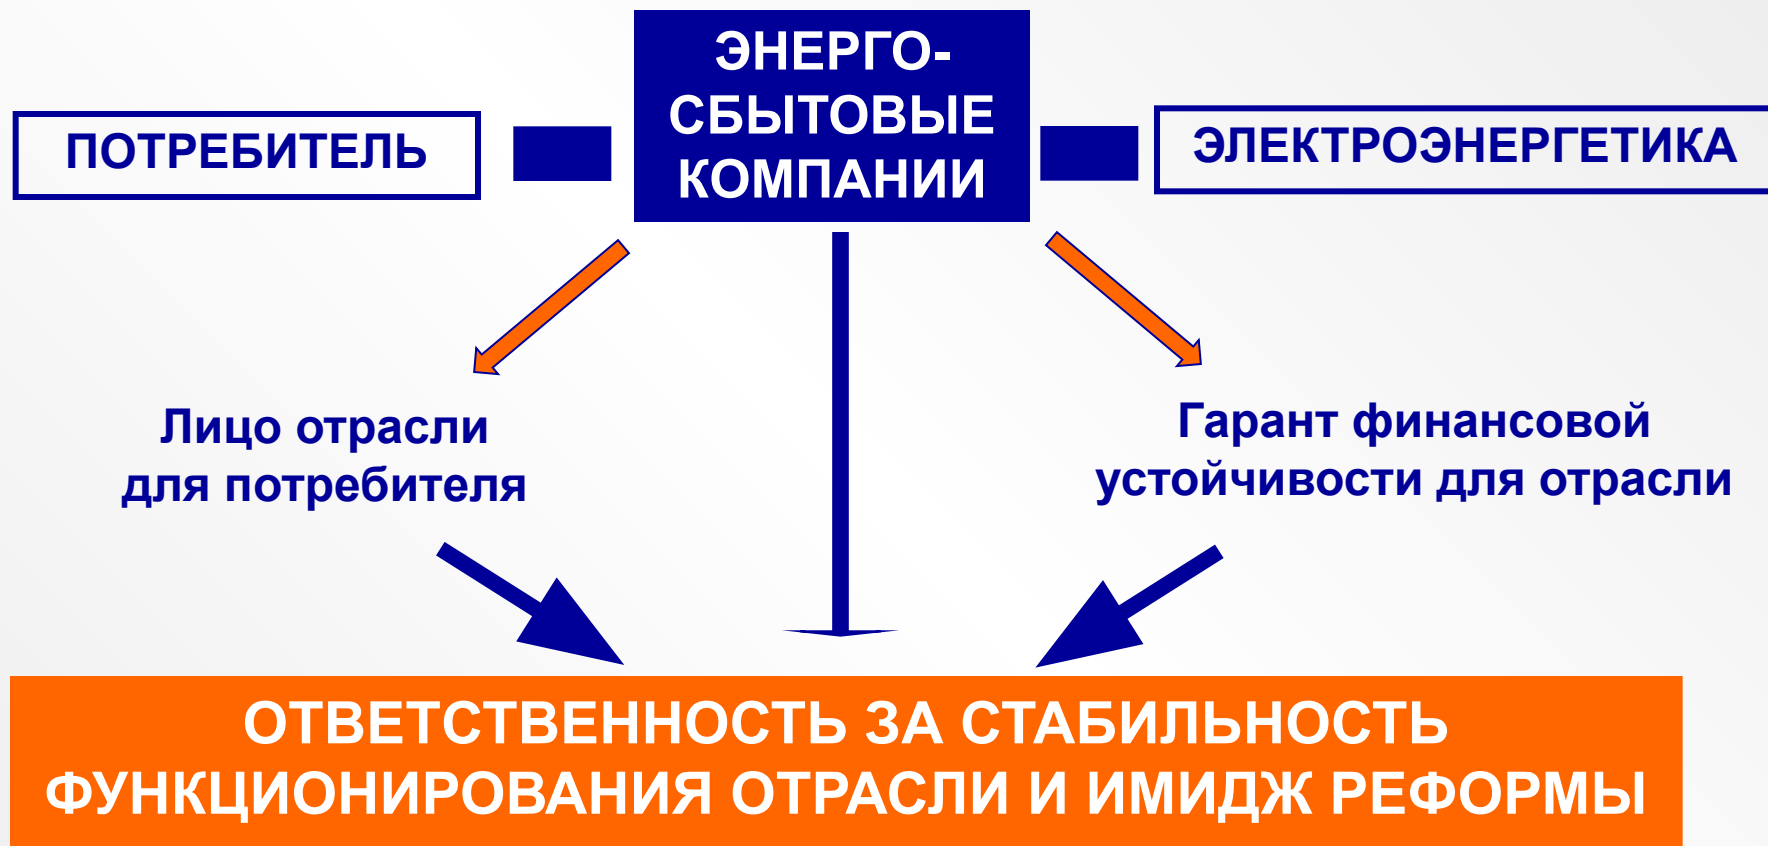 ЭНЕРГО-
СБЫТОВЫЕ
КОМПАНИИ
ПОТРЕБИТЕЛЬ
ЭЛЕКТРОЭНЕРГЕТИКА
Лицо отрасли
для потребителя
Гарант финансовой
устойчивости для отрасли
ОТВЕТСТВЕННОСТЬ ЗА СТАБИЛЬНОСТЬ
ФУНКЦИОНИРОВАНИЯ ОТРАСЛИ И ИМИДЖ РЕФОРМЫ